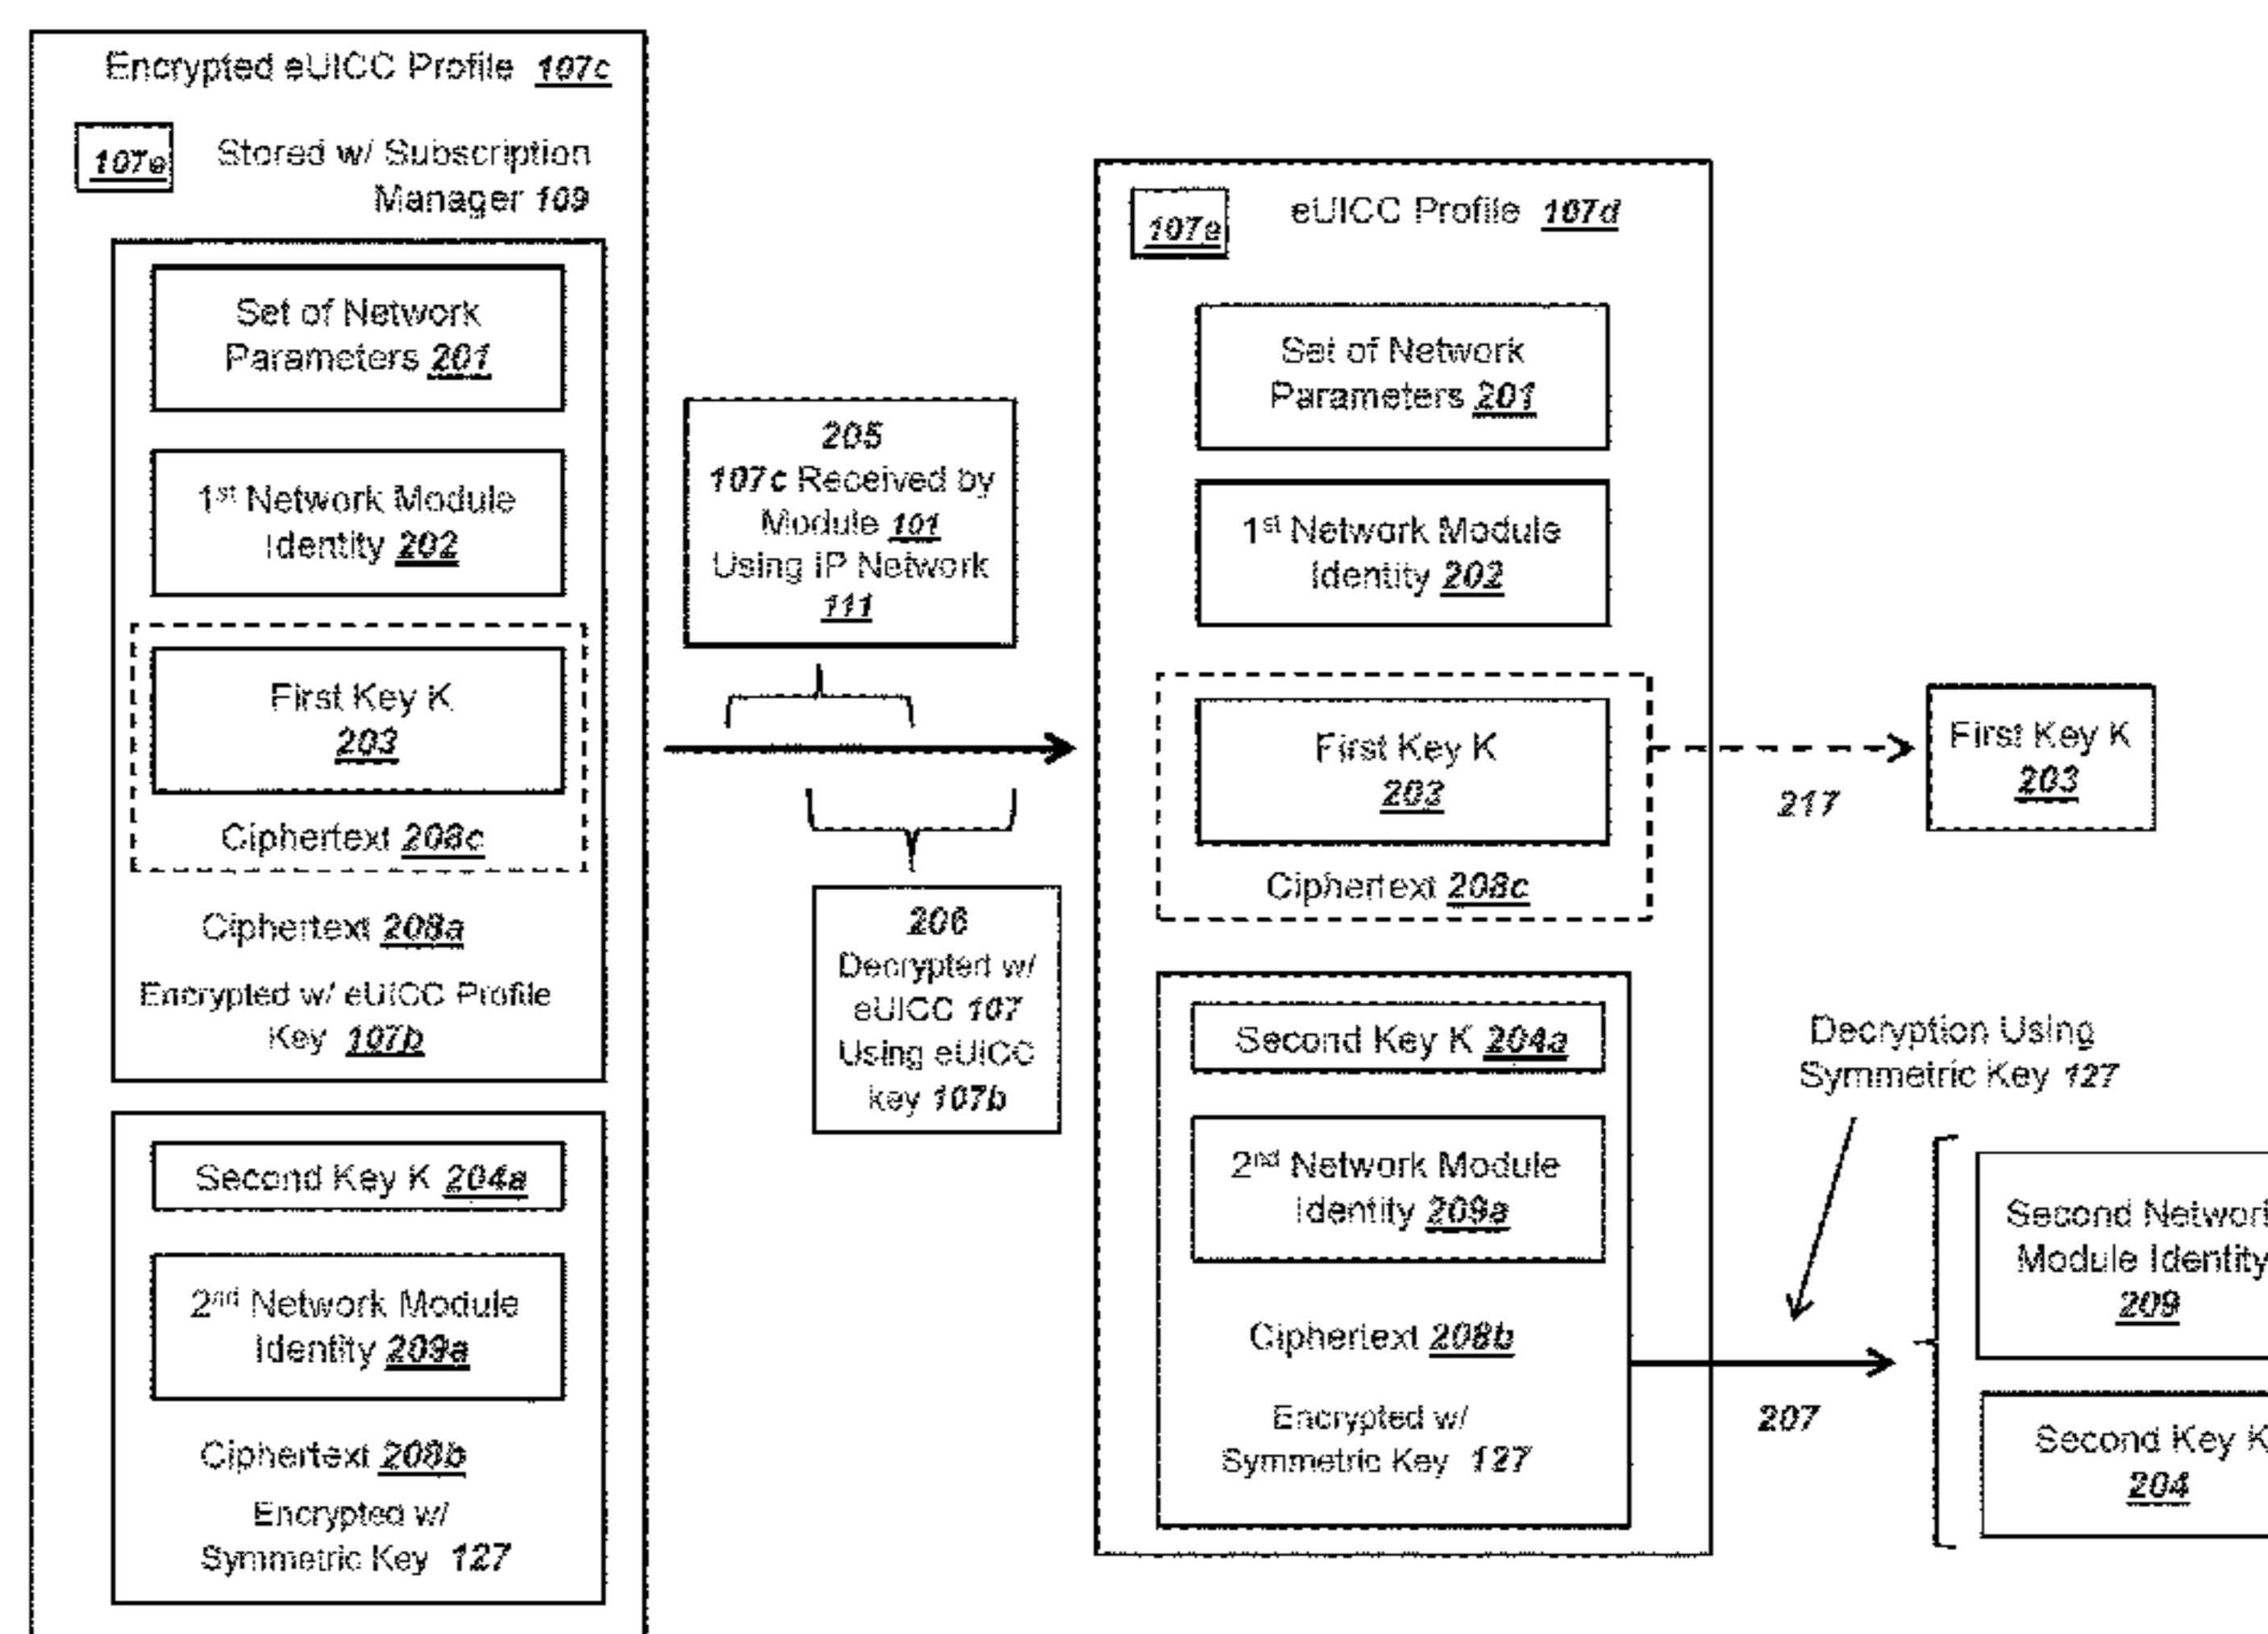 Encrypted eUICC Profile 107c
107e
Stored w/ Subscription
Manager 109
Set of Network
Parameters 201
1st Network Module
Identity 202
First Key K
203
Ciphertext 208c
Ciphertext 208a
Encrypted w/ eUICC Profile
Key 107b
Second Key K 204a
2nd Network Module
Identity 209a
Ciphertext 208b
Encrypted w/
Symmetric Key 127
205
107c Received by
Module 101
Using IP Network
111
206
Decrypted w/
eUICC 107
Using eUICC
key 107b
107e
eUICC Profile 107d
Set of Network
Parameters 201
1st Network Module
Identity 202
First Key K
203
Ciphertext 208c
Second Key K 204a
2nd Network Module
Identity 209a
Ciphertext 208b
Encrypted w/
Symmetric Key 127
217
First Key K
203
Decryption Using
Symmetric Key 127
207
Second Network
Module Identity
209
Second Key K
204